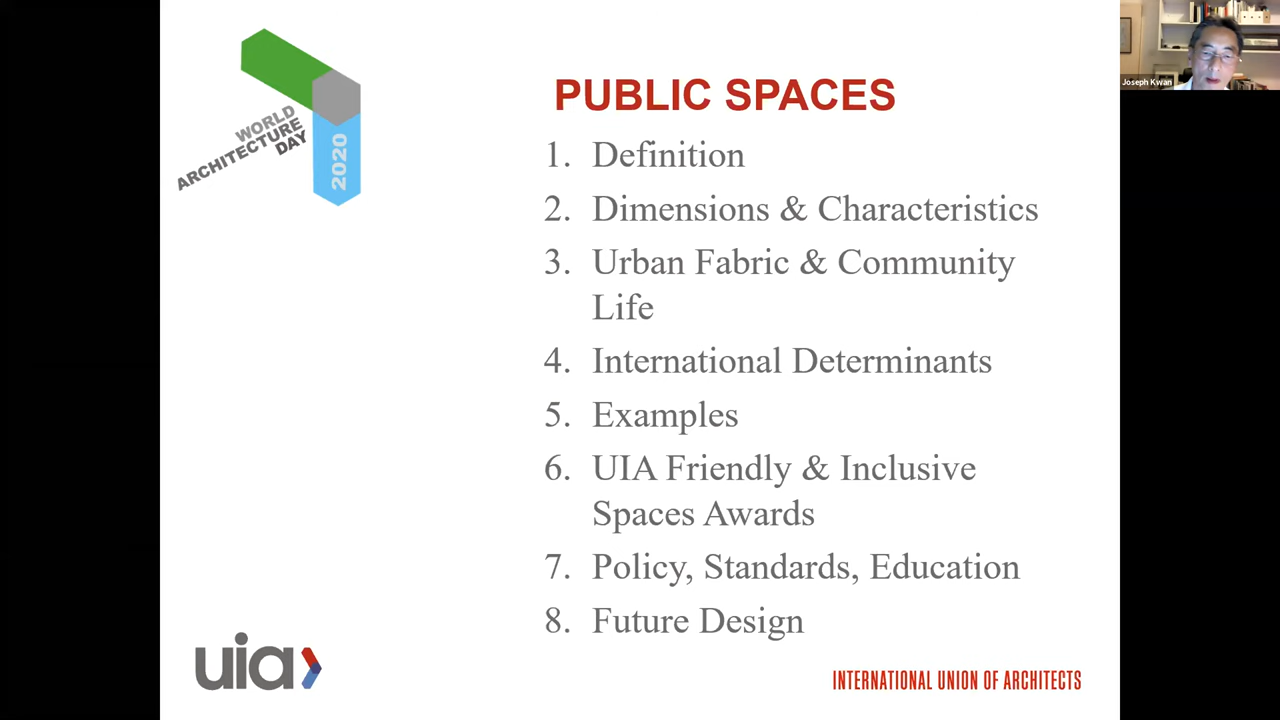 WORLD
ARCHITECTURE
DAY
2020
PUBLIC SPACES
1. Definition
2. Dimensions & Characteristics
3. Urban Fabric & Community
Life
4. International Determinants
5. Examples
6. UIA Friendly & Inclusive
Spaces Awards
7. Policy, Standards, Education
8. Future Design
uia
INTERNATIONAL UNION OF ARCHITECTS
Joseph Kwan